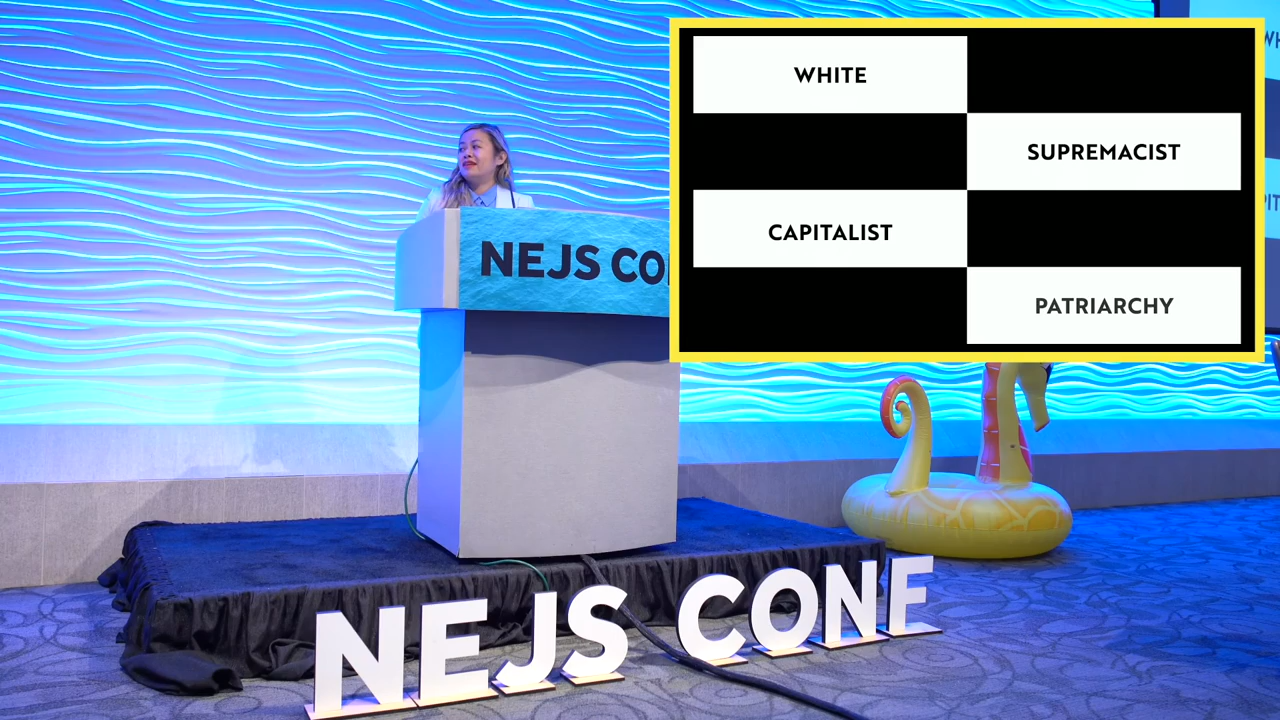 WHITE
SUPREMACIST
CAPITALIST
PATRIARCHY
NEJS CO
NEJS CONF